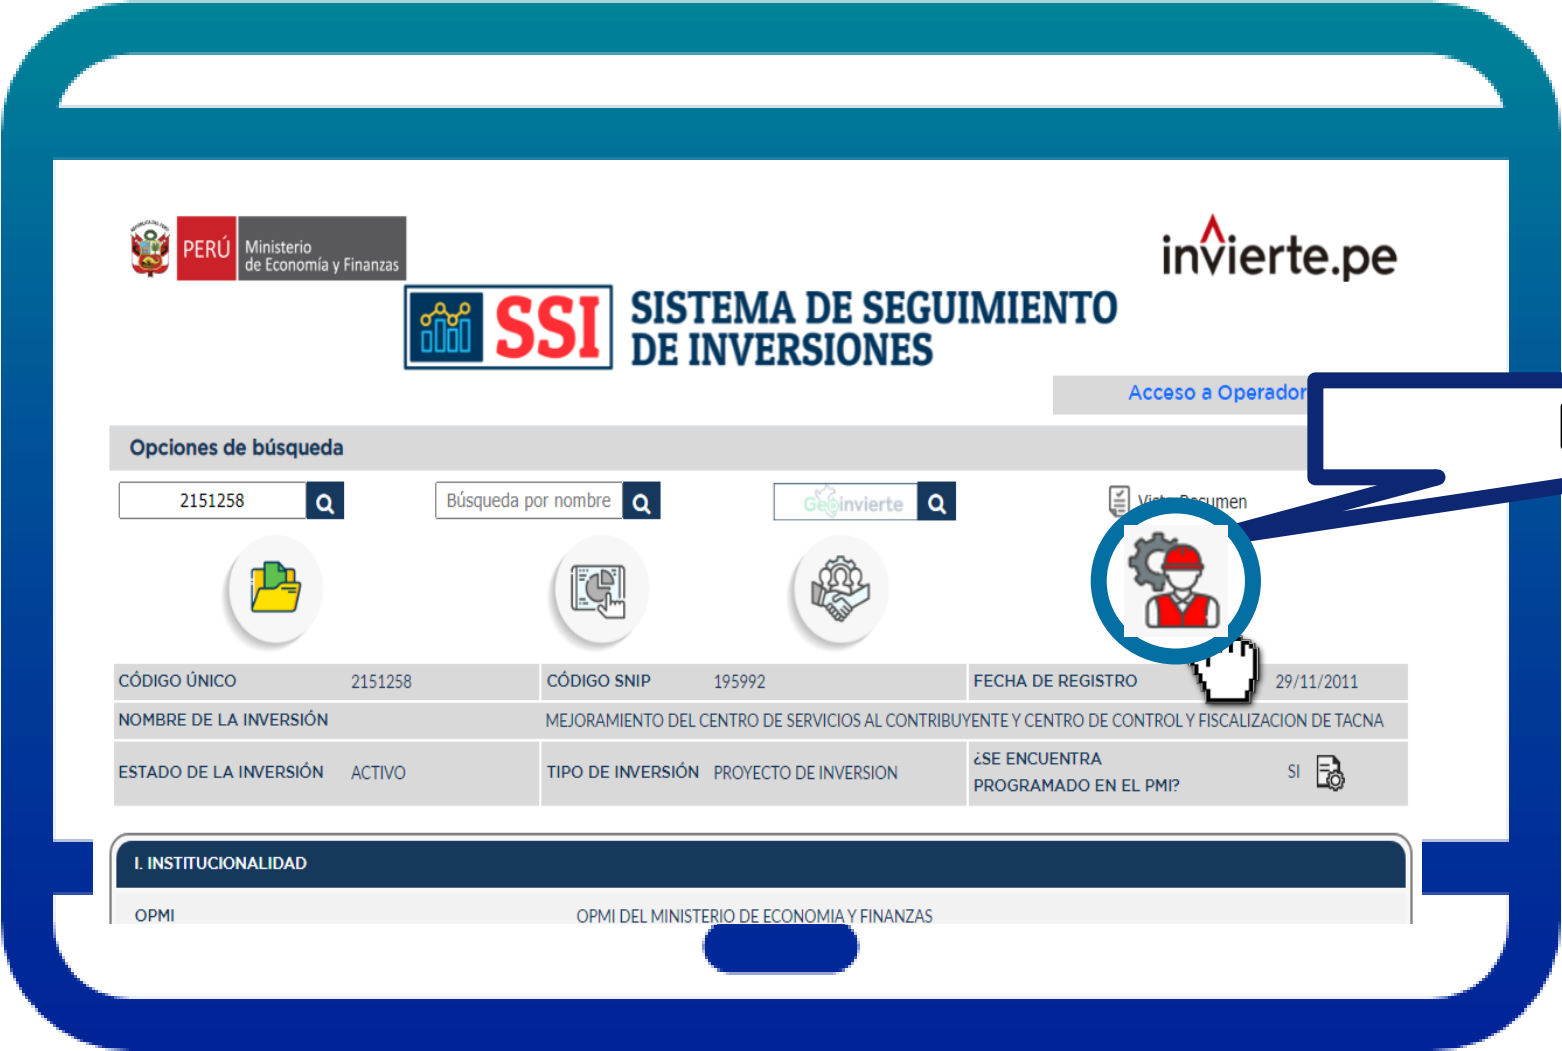 PERÚ Ministerio
de Economía y Finanzas
invierte.pe
SSI SISTEMA DE SEGUIMIENTO
DE INVERSIONES
Acceso a Operador
Opciones de búsqueda
2151258 Búsqueda por nombre Geoinvierte Vista Resumen
CÓDIGO ÚNICO 2151258 CÓDIGO SNIP 195992 FECHA DE REGISTRO 29/11/2011
NOMBRE DE LA INVERSIÓN MEJORAMIENTO DEL CENTRO DE SERVICIOS AL CONTRIBUYENTE Y CENTRO DE CONTROL Y FISCALIZACION DE TACNA
ESTADO DE LA INVERSIÓN ACTIVO TIPO DE INVERSIÓN PROYECTO DE INVERSION ¿SE ENCUENTRA
PROGRAMADO EN EL PMI? SI
I. INSTITUCIONALIDAD
OPMI OPMI DEL MINISTERIO DE ECONOMIA Y FINANZAS